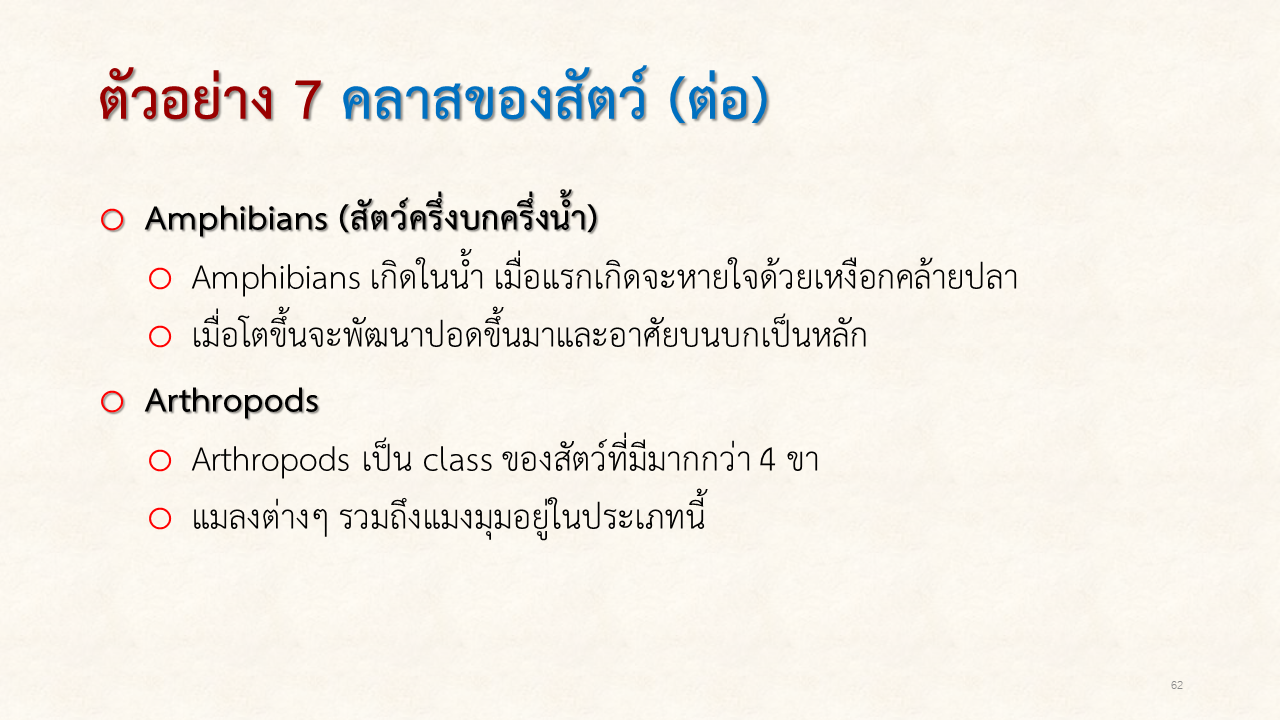 ตัวอย่าง 7 คลาสของสัตว์ (ต่อ)
Amphibians (สัตว์ครึ่งบกครึ่งน้ำ)
Amphibians เกิดในน้ำ เมื่อแรกเกิดจะหายใจด้วยเหงือกคล้ายปลา
เมื่อโตขึ้นจะพัฒนาปอดขึ้นมาและอาศัยบนบกเป็นหลัก
Arthropods
Arthropods เป็น class ของสัตว์ที่มีมากกว่า 4 ขา
แมลงต่างๆ รวมถึงแมงมุมอยู่ในประเภทนี้
62